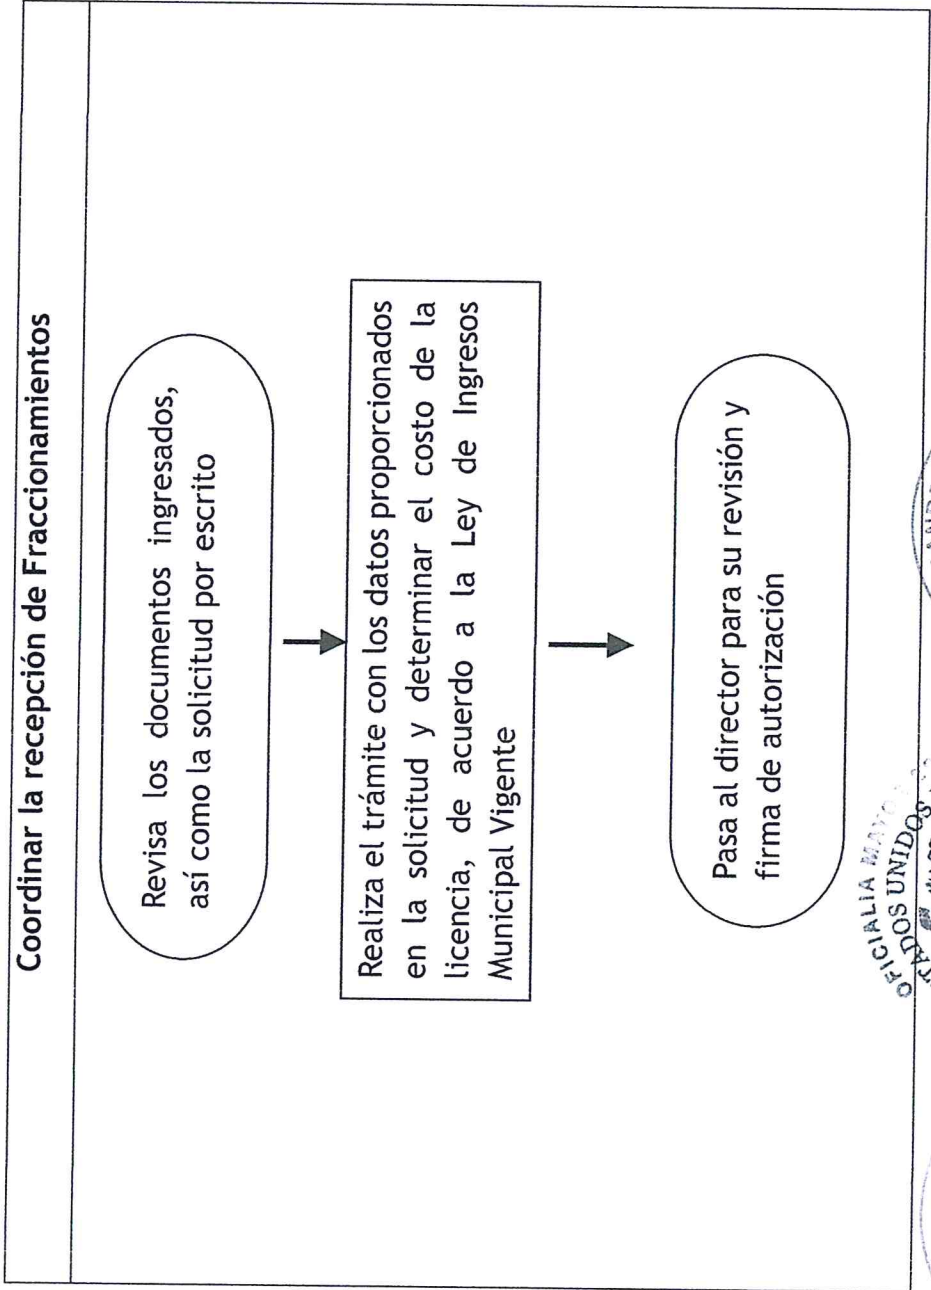 Coordinar la recepción de Fraccionamientos
Revisa los documentos ingresados,
así como la solicitud por escrito
Realiza el trámite con los datos proporcionados
en la solicitud y determinar el costo de la
licencia, de acuerdo a la Ley de Ingresos
Municipal Vigente
Pasa al director para su revisión y
firma de autorización
OFICIALIA
UNIDOS